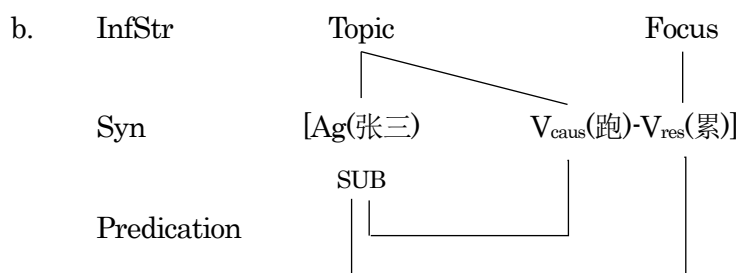 b. InfStr Topic Focus
Syn [Ag(张三) Vcaus(跑)-Vres(累)]
SUB
Predication